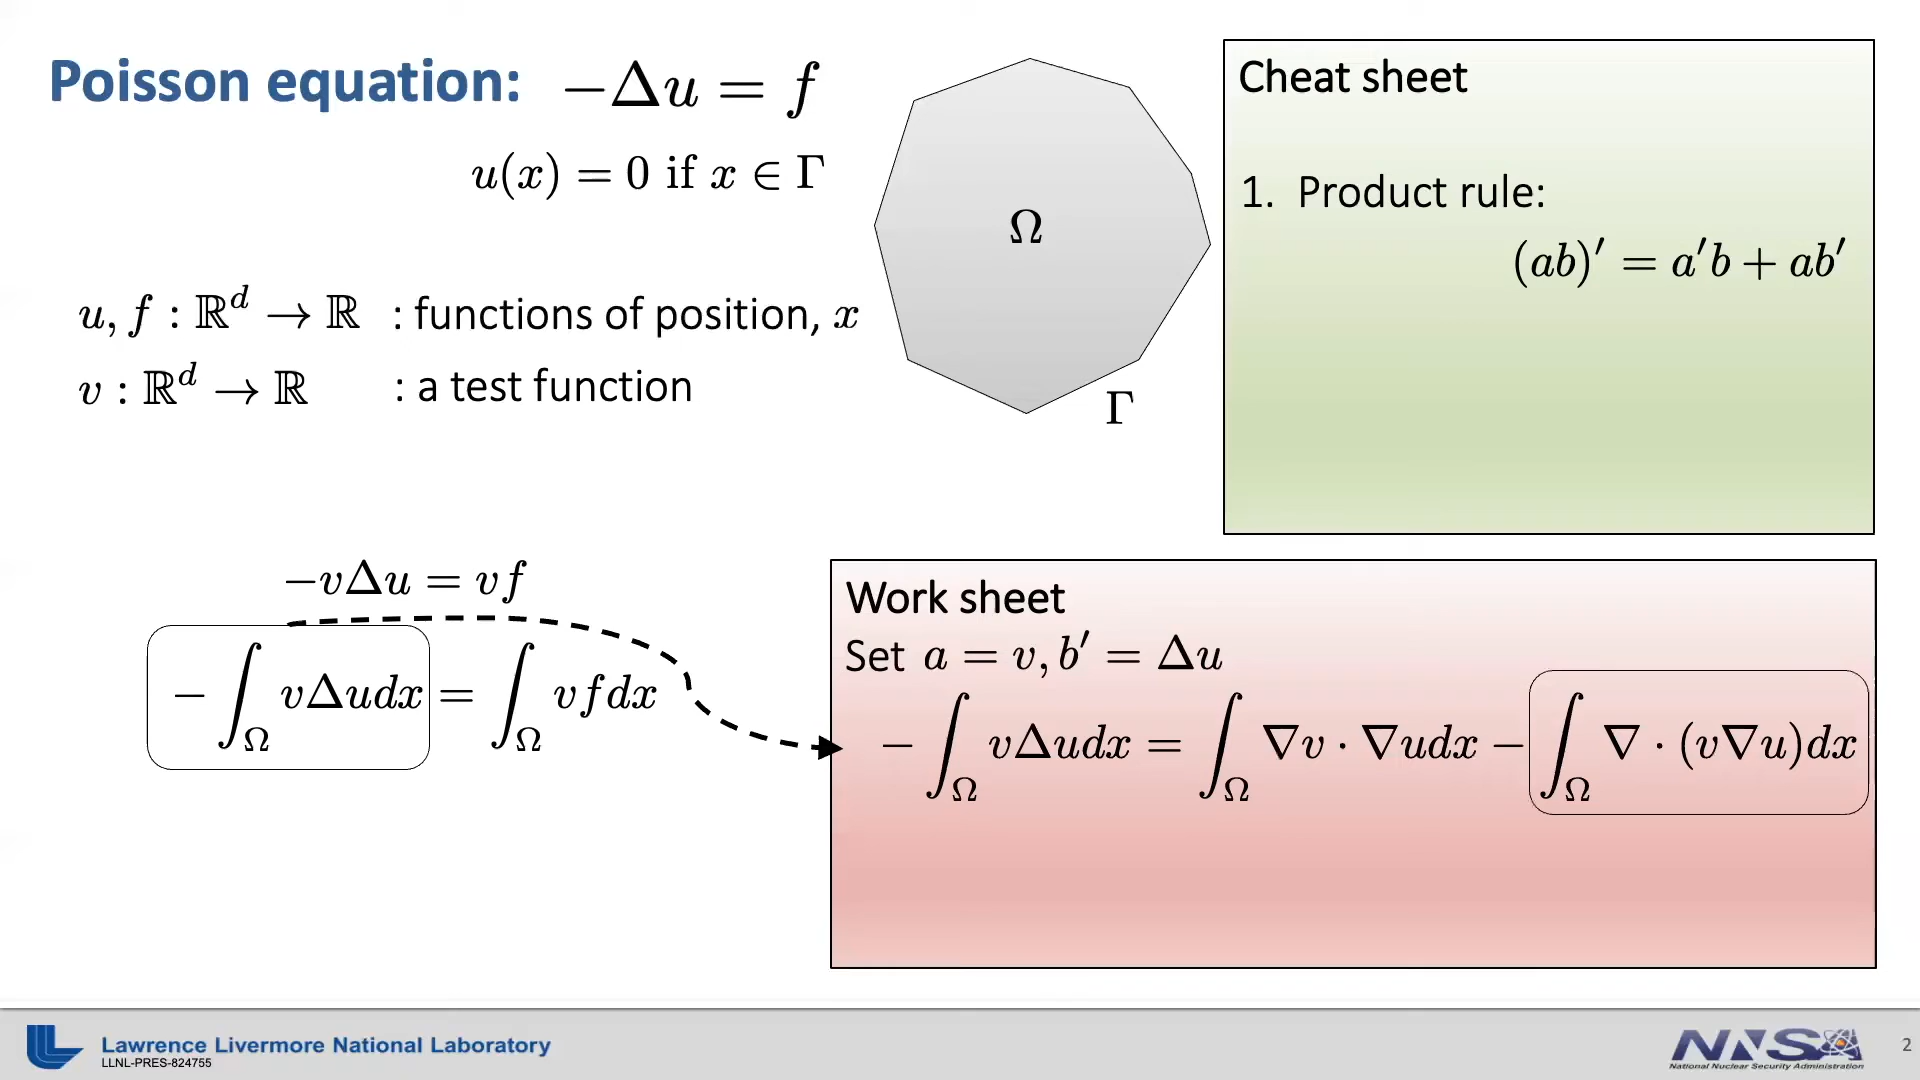 Poisson equation: −Δu = f
u(x) = 0 if x ∈ Γ
u, f : ℝᵈ → ℝ : functions of position, x
v : ℝᵈ → ℝ : a test function
Ω
Γ
Cheat sheet
1. Product rule:
(ab)′ = a′b + ab′
−vΔu = vf
−∫_Ω vΔudx = ∫_Ω vfdx
Work sheet
Set a = v, b′ = Δu
−∫_Ω vΔudx = ∫_Ω ∇v · ∇udx − ∫_Ω ∇ · (v∇u)dx
Lawrence Livermore National Laboratory
LLNL-PRES-824755
NNSA
National Nuclear Security Administration
2